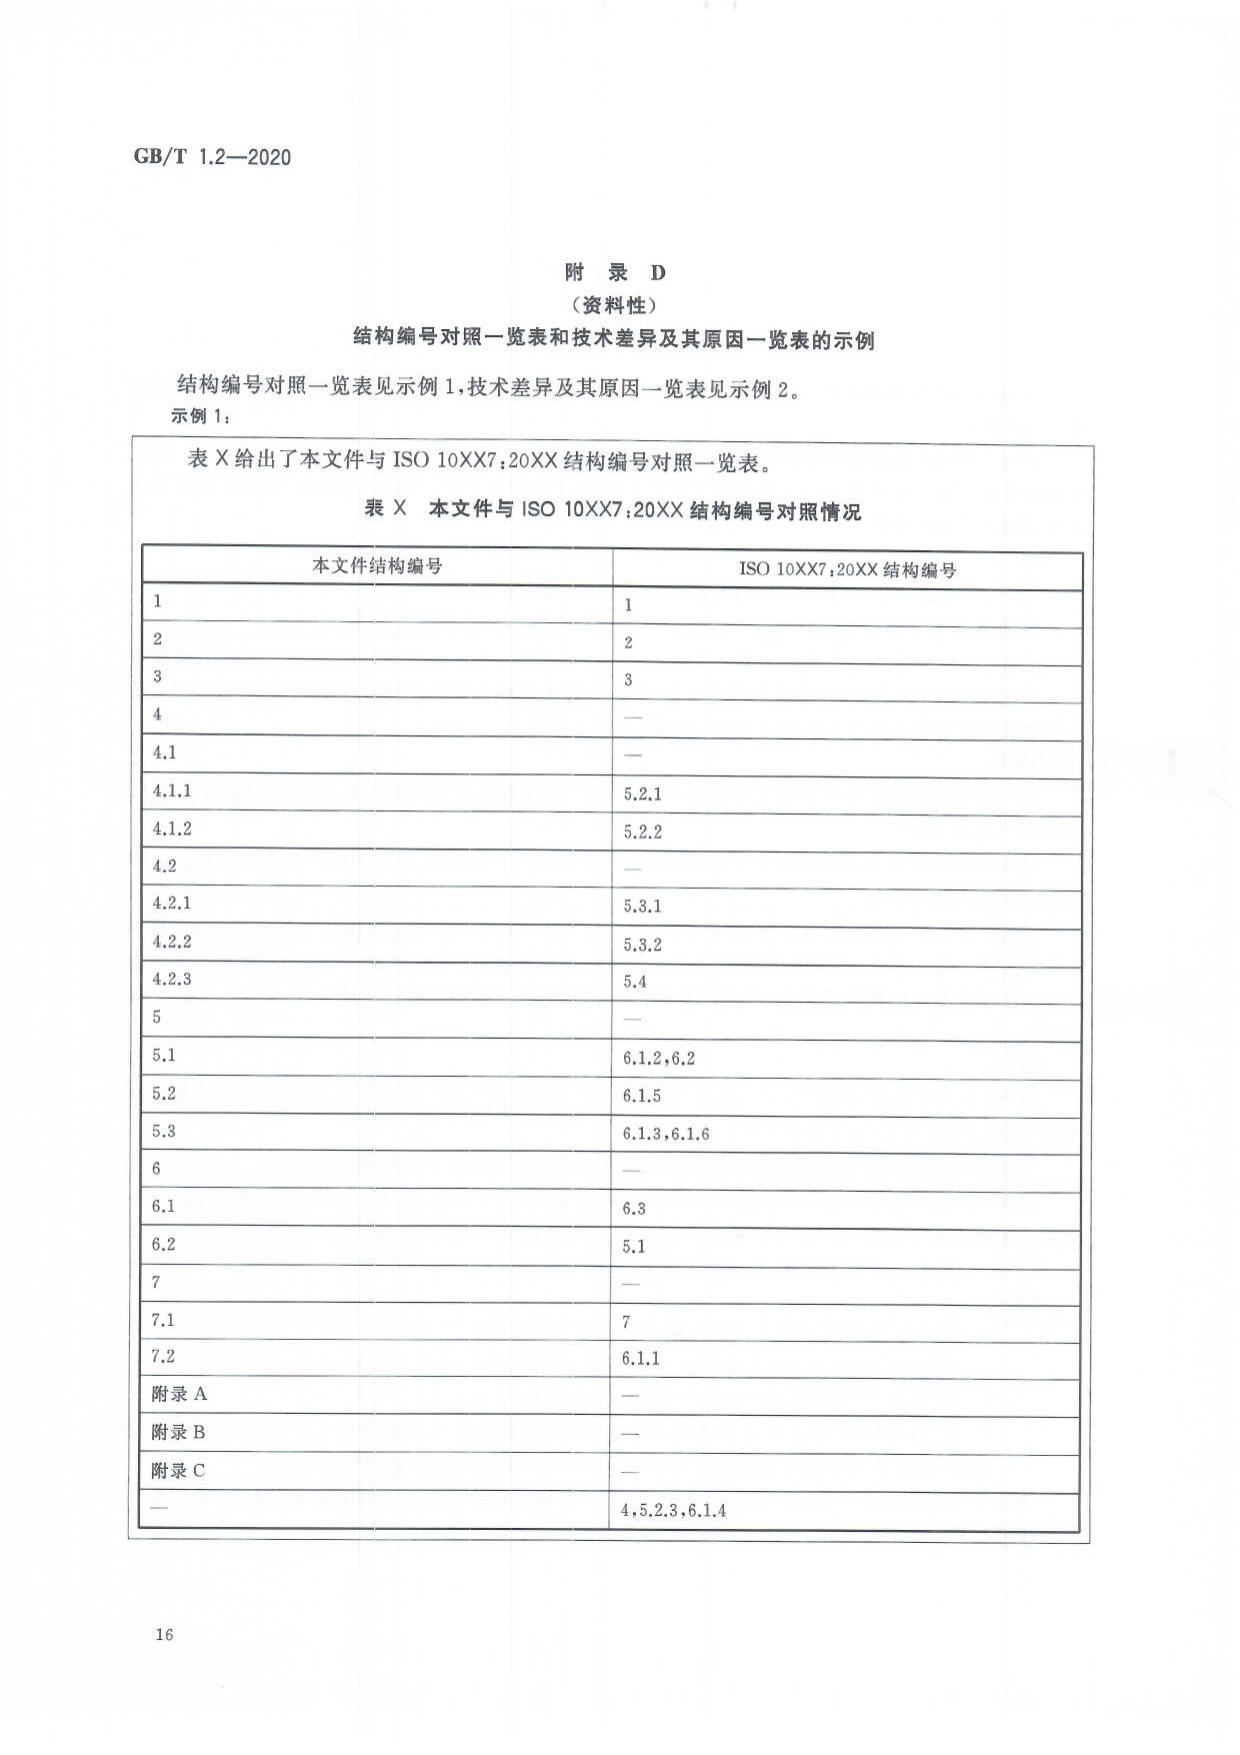 GB/T 1.2—2020
附 录 D
（资料性）
结构编号对照一览表和技术差异及其原因一览表的示例
结构编号对照一览表见示例 1,技术差异及其原因一览表见示例 2。
示例 1:
表 X 给出了本文件与 ISO 10XX7:20XX 结构编号对照一览表。
表 X 本文件与 ISO 10XX7:20XX 结构编号对照情况
本文件结构编号 ISO 10XX7:20XX 结构编号
1 1
2 2
3 3
4 —
4.1 —
4.1.1 5.2.1
4.1.2 5.2.2
4.2 —
4.2.1 5.3.1
4.2.2 5.3.2
4.2.3 5.4
5 —
5.1 6.1.2,6.2
5.2 6.1.5
5.3 6.1.3,6.1.6
6 —
6.1 6.3
6.2 5.1
7 —
7.1 7
7.2 6.1.1
附录 A —
附录 B —
附录 C —
— 4,5.2.3,6.1.4
16